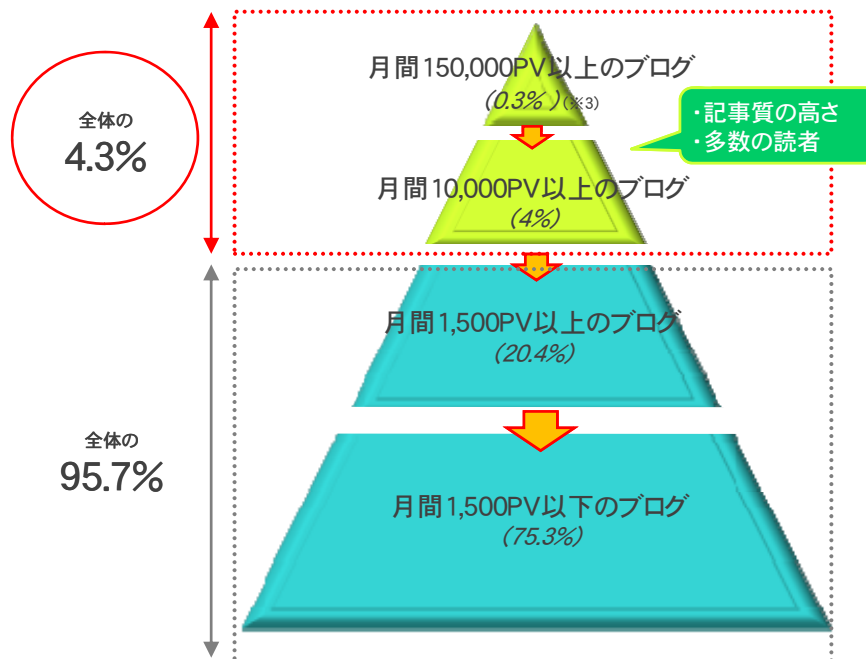 月間150,000PV以上のブログ
(0.3% )(※3)
・記事質の高さ
・多数の読者
全体の
4.3%
月間10,000PV以上のブログ
(4%)
月間1,500PV以上のブログ
(20.4%)
全体の
95.7%
月間1,500PV以下のブログ
(75.3%)